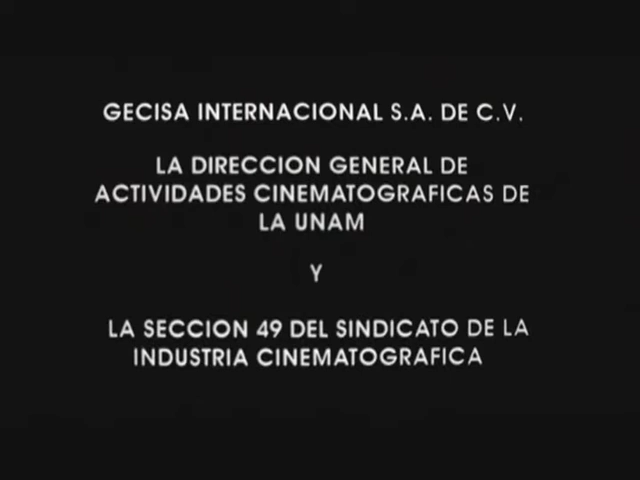 GECISA INTERNACIONAL S.A. DE C.V.
LA DIRECCION GENERAL DE
ACTIVIDADES CINEMATOGRAFICAS DE
LA UNAM
Y
LA SECCION 49 DEL SINDICATO DE LA
INDUSTRIA CINEMATOGRAFICA